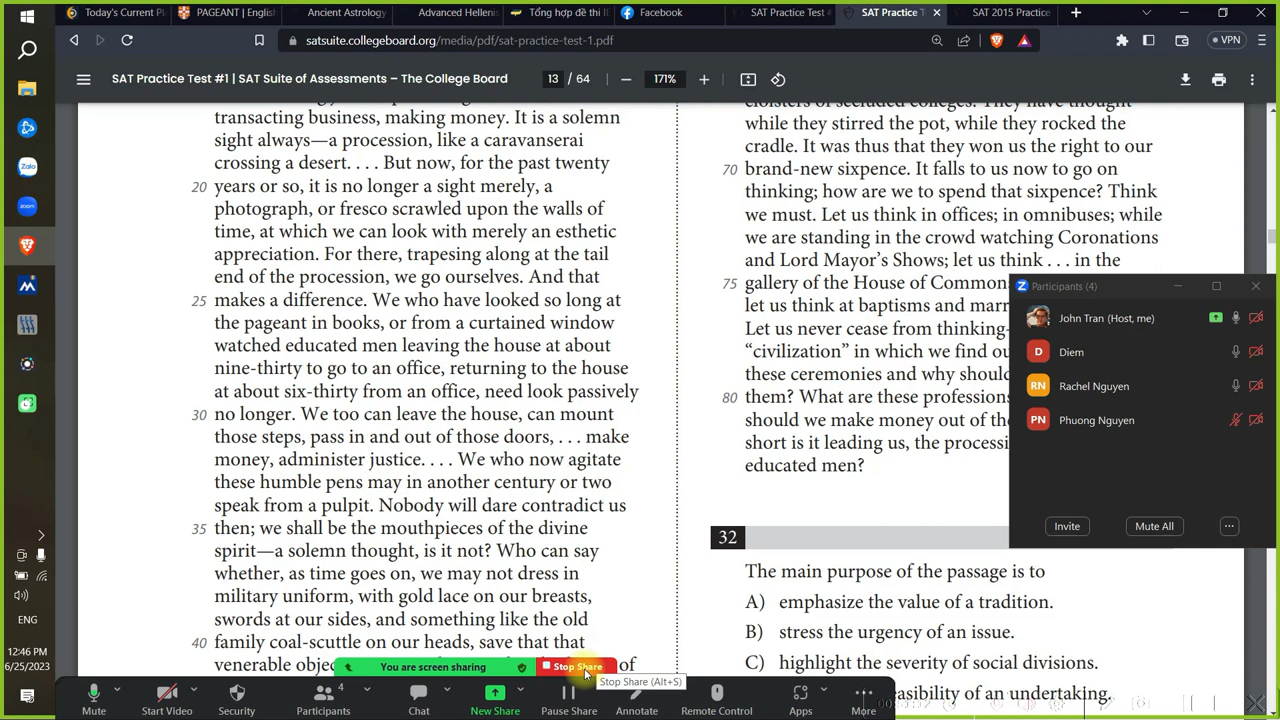 Today's Current Pl
PAGEANT | Englis
Ancient Astrology
Advanced Hellenis
Tổng hợp đề thi IE
Facebook
SAT Practice Test #
SAT Practice T
SAT 2015 Practice
satsuite.collegeboard.org/media/pdf/sat-practice-test-1.pdf
VPN
SAT Practice Test #1 | SAT Suite of Assessments – The College Board
13 / 64
171%
transacting business, making money. It is a solemn
sight always—a procession, like a caravanserai
crossing a desert. . . . But now, for the past twenty
20 years or so, it is no longer a sight merely, a
photograph, or fresco scrawled upon the walls of
time, at which we can look with merely an esthetic
appreciation. For there, trapesing along at the tail
end of the procession, we go ourselves. And that
25 makes a difference. We who have looked so long at
the pageant in books, or from a curtained window
watched educated men leaving the house at about
nine-thirty to go to an office, returning to the house
at about six-thirty from an office, need look passively
30 no longer. We too can leave the house, can mount
those steps, pass in and out of those doors, . . . make
money, administer justice. . . . We who now agitate
these humble pens may in another century or two
speak from a pulpit. Nobody will dare contradict us
35 then; we shall be the mouthpieces of the divine
spirit—a solemn thought, is it not? Who can say
whether, as time goes on, we may not dress in
military uniform, with gold lace on our breasts,
swords at our sides, and something like the old
40 family coal-scuttle on our heads, save that that
venerable objec
of
cloisters of secluded colleges. They have thought
while they stirred the pot, while they rocked the
cradle. It was thus that they won us the right to our
70 brand-new sixpence. It falls to us now to go on
thinking; how are we to spend that sixpence? Think
we must. Let us think in offices; in omnibuses; while
we are standing in the crowd watching Coronations
and Lord Mayor's Shows; let us think . . . in the
75 gallery of the House of Common
let us think at baptisms and marr
Let us never cease from thinking-
"civilization" in which we find ou
these ceremonies and why should
80 them? What are these professions
should we make money out of the
short is it leading us, the processi
educated men?
32
The main purpose of the passage is to
A) emphasize the value of a tradition.
B) stress the urgency of an issue.
C) highlight the severity of social divisions.
asibility of an undertaking.
Participants (4)
John Tran (Host, me)
D Diem
RN Rachel Nguyen
PN Phuong Nguyen
Invite
Mute All
...
ENG
12:46 PM
6/25/2023
You are screen sharing
Stop Share
Stop Share (Alt+S)
Mute
Start Video
Security
4
Participants
Chat
New Share
Pause Share
Annotate
Remote Control
Apps
More